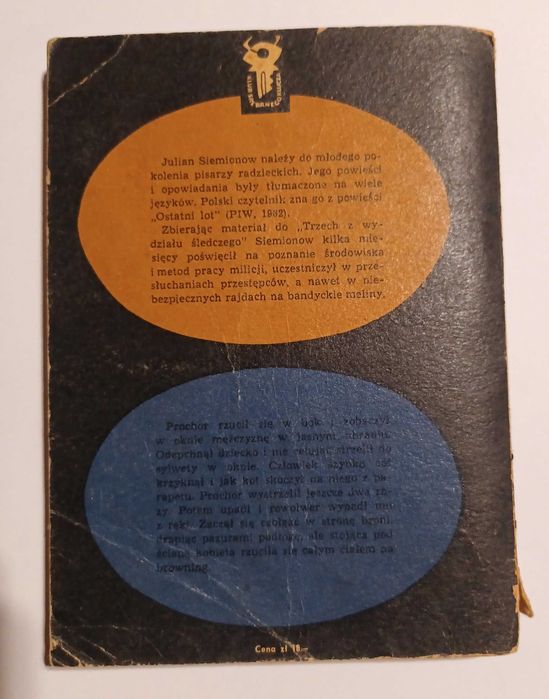 Julian Siemionow należy do młodego po-
kolenia pisarzy radzieckich. Jego powieści
i opowiadania były tłumaczone na wiele
języków. Polski czytelnik zna go z powieści
„Ostatni lot” (PIW, 1962).
Zbierając materiał do „Trzech z wy-
działu śledczego” Siemionow kilka mie-
sięcy poświęcił na poznanie środowiska
i metod pracy milicji, uczestniczył w prze-
słuchaniach przestępców, a nawet w nie-
bezpiecznych rajdach na bandyckie meliny.
Prochor rzucił się w bok i zobaczył
w oknie mężczyznę w jasnym ubraniu.
Odepchnął dziecko i nie celując strzelił do
sylwety w oknie. Człowiek szybko coś
krzyknął i jak kot skoczył na niego z pa-
rapetu. Prochor wystrzelił jeszcze dwa ra-
zy. Potem upadł i rewolwer wypadł mu
z ręki. Zaczął się czołgać w stronę broni,
drapiąc pazurami podłogę, ale stojąca pod
ścianą kobieta rzuciła się całym ciałem na
browning.
Cena zł 18.—